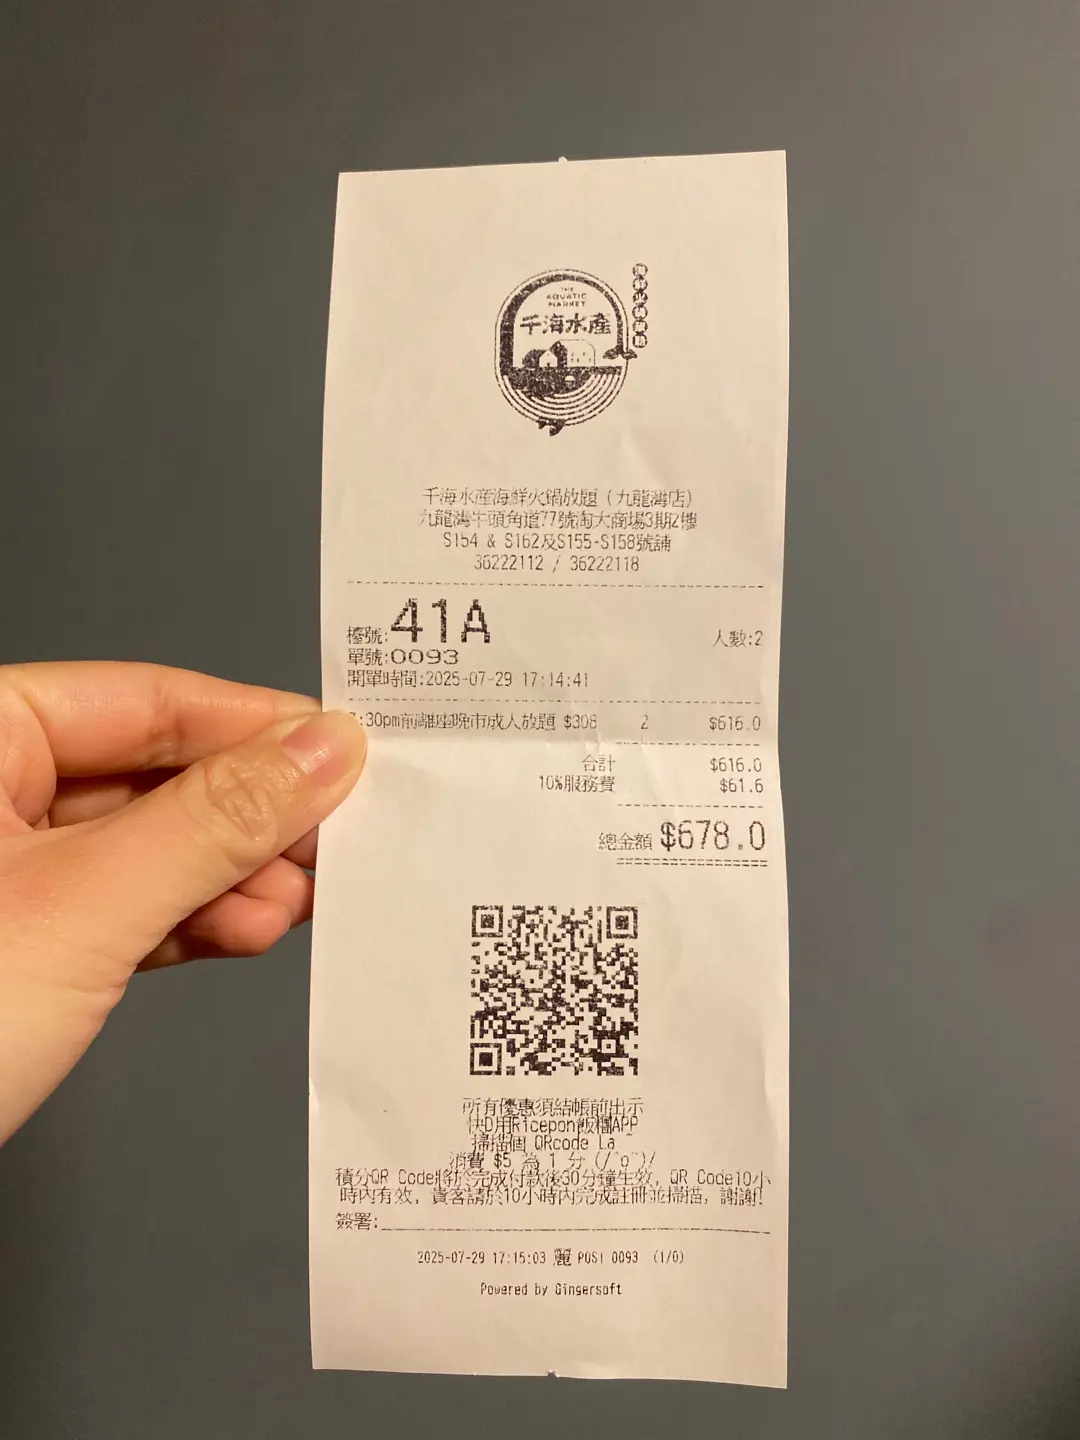 THE
AQUATIC
MARKET
千海水產
千海水産海鮮火鍋放題（九龍灣店）
九龍灣牛頭角道77號淘大商場3期2樓
S154 & S162及S155-S158號舖
36222112 / 36222118
檯號:41A 人數:2
單號:0093
開單時間:2025-07-29 17:14:41
:30pm前離座晚市成人放題 $308 2 $616.0
合計 $616.0
10%服務費 $61.6
總金額 $678.0
所有優惠須結帳前出示
快D用Ricepon飯糰APP
掃描個 QRcode La ~
消費 $5 為 1 分 (/^o^)/
積分QR Code將於完成付款後30分鐘生效, QR Code10小
時內有效, 貴客請於10小時內完成註冊並掃描, 謝謝!
簽署:
2025-07-29 17:15:03 麗 POS1 0093 (1/0)
Powered by Gingersoft